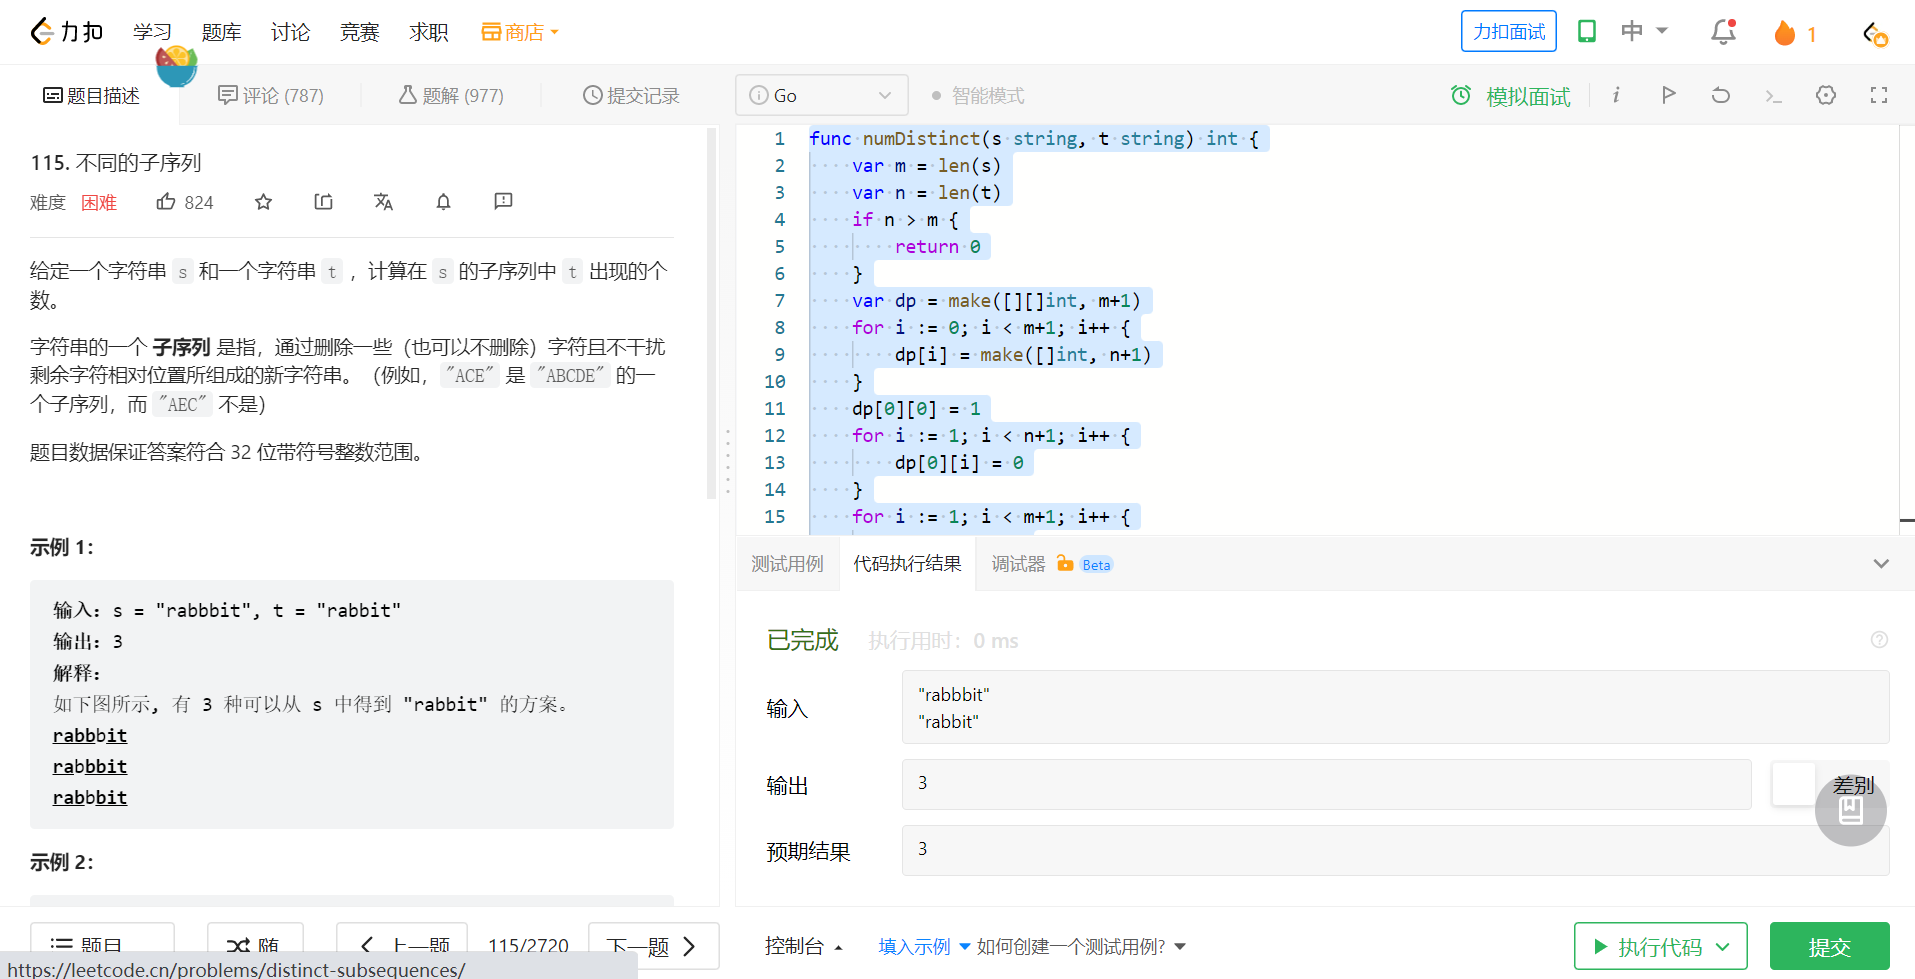 力扣 学习 题库 讨论 竞赛 求职 商店 力扣面试 中 1
题目描述 评论 (787) 题解 (977) 提交记录 Go 智能模式 模拟面试 i
115. 不同的子序列
难度 困难 824
给定一个字符串 s 和一个字符串 t ，计算在 s 的子序列中 t 出现的个
数。
字符串的一个 子序列 是指，通过删除一些（也可以不删除）字符且不干扰
剩余字符相对位置所组成的新字符串。（例如，"ACE" 是 "ABCDE" 的一
个子序列，而 "AEC" 不是）
题目数据保证答案符合 32 位带符号整数范围。
示例 1：
输入：s = "rabbbit", t = "rabbit"
输出：3
解释：
如下图所示, 有 3 种可以从 s 中得到 "rabbit" 的方案。
rabbbit
rabbbit
rabbbit
示例 2：
题目 随 上一题 115/2720 下一题
https://leetcode.cn/problems/distinct-subsequences/
1 func numDistinct(s string, t string) int {
2 var m = len(s)
3 var n = len(t)
4 if n > m {
5 return 0
6 }
7 var dp = make([][]int, m+1)
8 for i := 0; i < m+1; i++ {
9 dp[i] = make([]int, n+1)
10 }
11 dp[0][0] = 1
12 for i := 1; i < n+1; i++ {
13 dp[0][i] = 0
14 }
15 for i := 1; i < m+1; i++ {
测试用例 代码执行结果 调试器 Beta
已完成 执行用时：0 ms
输入
"rabbbit"
"rabbit"
输出 3 差别
预期结果 3
控制台 填入示例 如何创建一个测试用例? 执行代码 提交